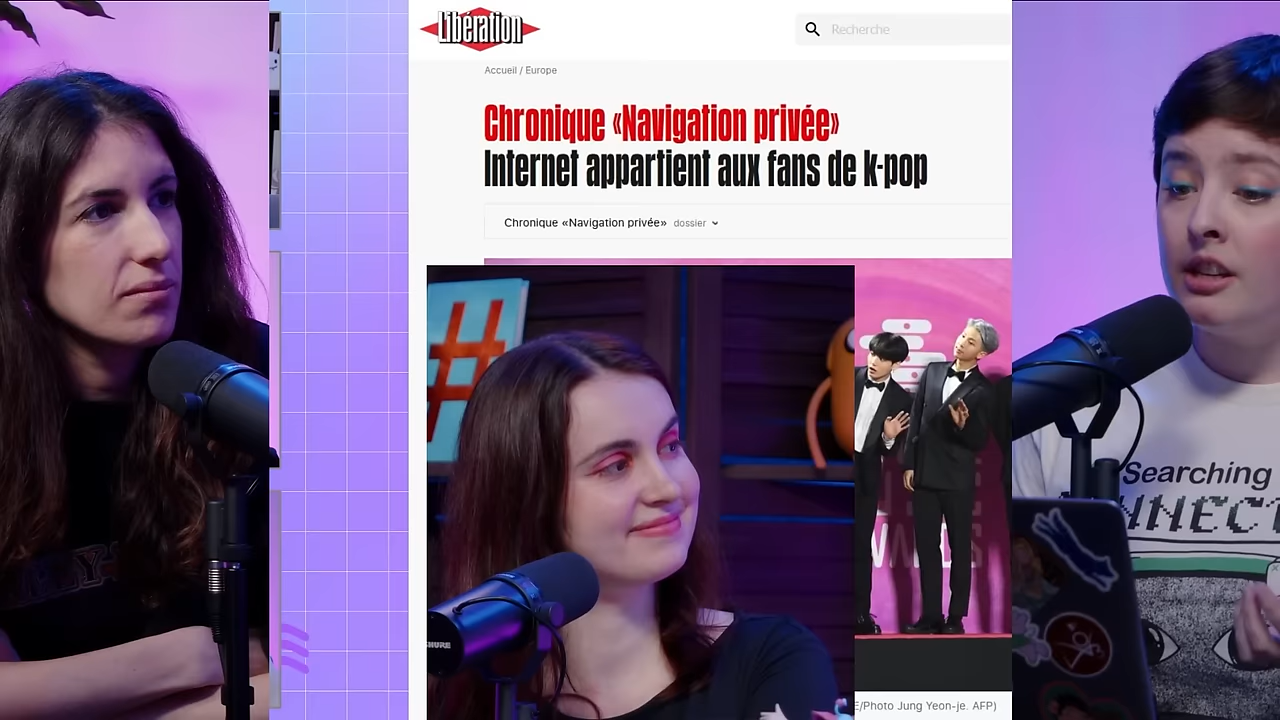 Libération
Recherche
Accueil / Europe
Chronique «Navigation privée»
Internet appartient aux fans de k-pop
Chronique «Navigation privée» dossier
#
SHURE
E/Photo Jung Yeon-je. AFP)
Searching
NNECT